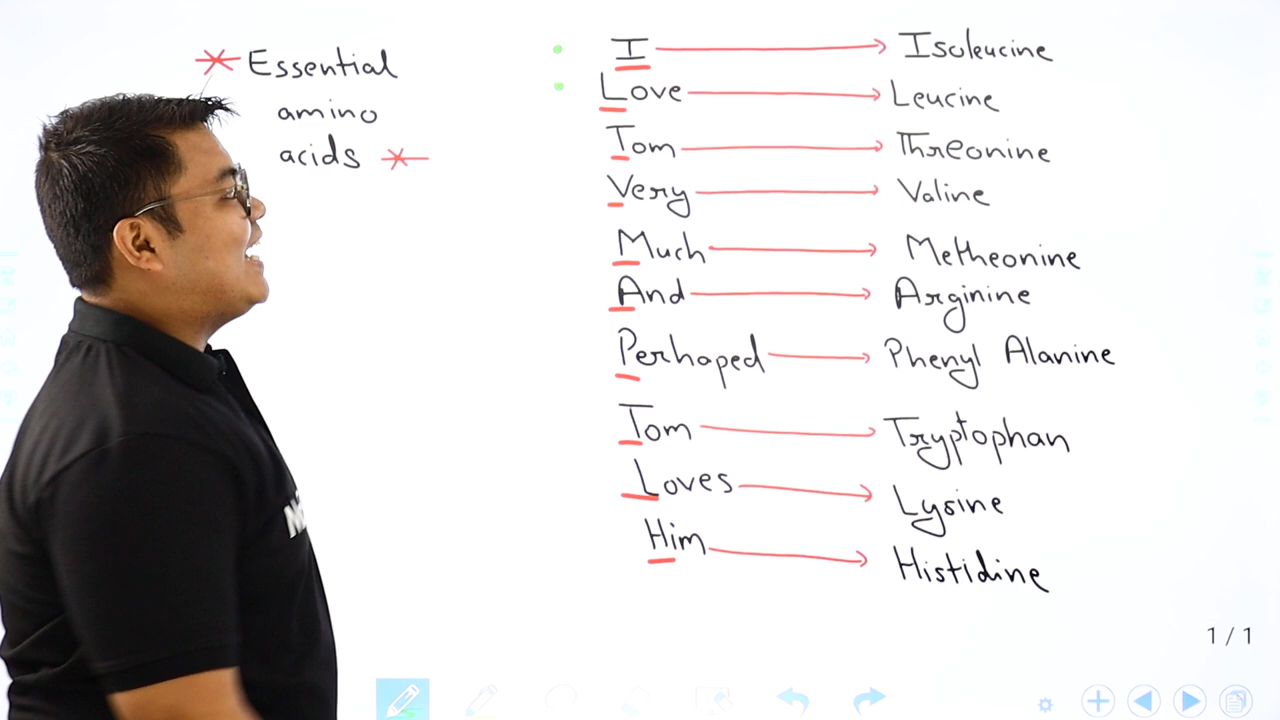 Essential
amino
acids
I → Isoleucine
Love → Leucine
Tom → Threonine
Very → Valine
Much → Metheonine
And → Arginine
Perhaped → Phenyl Alanine
Tom → Tryptophan
Loves → Lysine
Him → Histidine
1 / 1